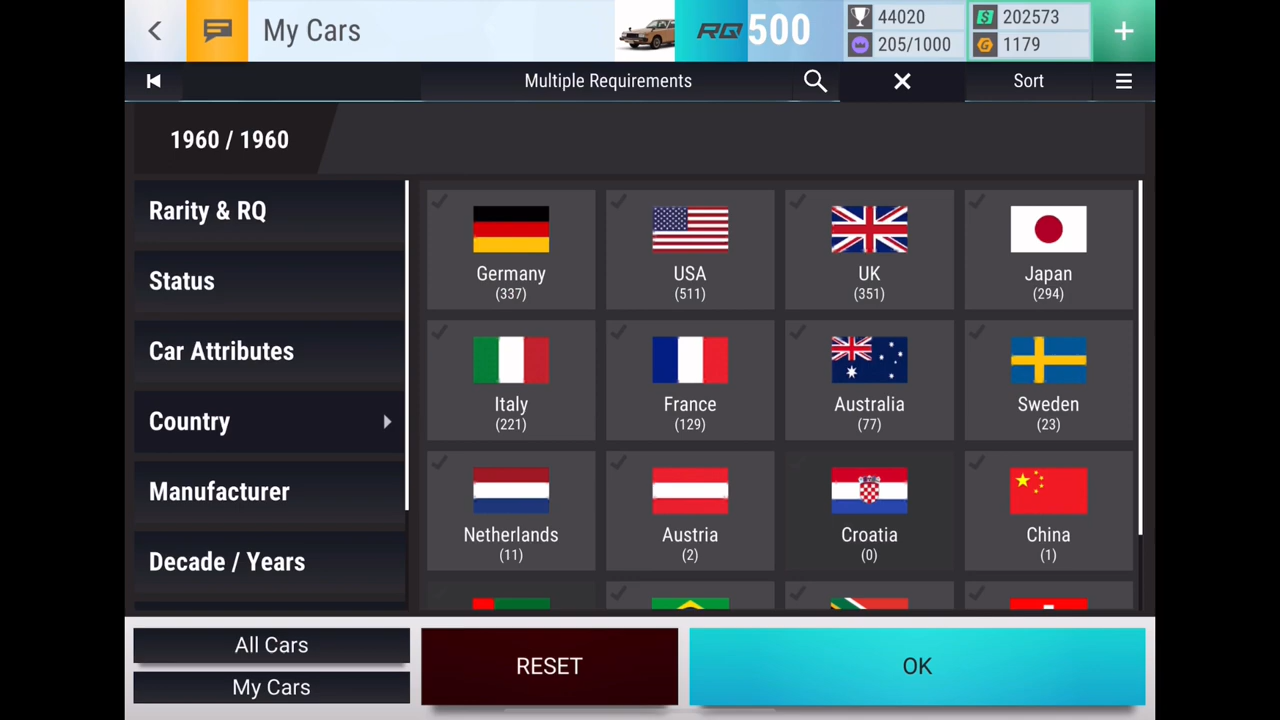 My Cars
RQ 500
44020
205/1000
202573
1179
+
Multiple Requirements
Sort
1960 / 1960
Rarity & RQ
Status
Car Attributes
Country
Manufacturer
Decade / Years
Germany
(337)
USA
(511)
UK
(351)
Japan
(294)
Italy
(221)
France
(129)
Australia
(77)
Sweden
(23)
Netherlands
(11)
Austria
(2)
Croatia
(0)
China
(1)
All Cars
My Cars
RESET
OK